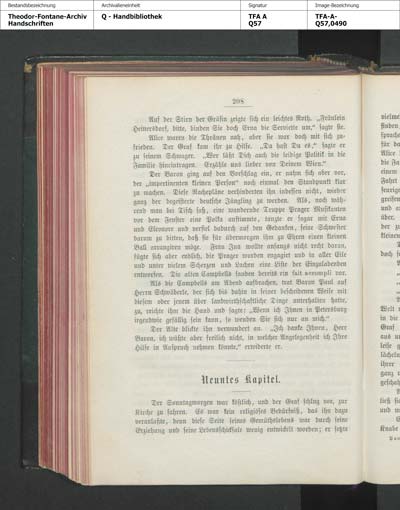 Bestandsbezeichnung
Archivalieneinheit
Signatur
Image-Bezeichnung
Theodor-Fontane-Archiv
Handschriften
Q - Handbibliothek
TFA A
Q57
TFA-A-
Q57,0490
208
Auf der Stirn der Gräfin zeigte sich ein leichtes Roth. „Fräulein
Heimersdorf, bitte, binden Sie doch Erna die Serviette um,“ sagte sie.
Alice waren die Thränen nah, aber sie war doch mit sich zu-
frieden. Der Graf kam ihr zu Hilfe. „Da hast Du es,“ sagte er
zu seinem Schwager. „Wer läßt Dich auch die leidige Politik in die
Familie hineintragen. Erzähle uns lieber von Deinem Wien.“
Der Baron ging auf den Vorschlag ein, er nahm sich aber vor,
der „impertinenten kleinen Person“ noch einmal den Standpunkt klar
zu machen. Diese Rachepläne verhinderten ihn indessen nicht, wieder
ganz der begeisterte deutsche Jüngling zu werden. Als, noch wäh-
rend man bei Tisch saß, eine wandernde Truppe Prager Musikanten
vor dem Fenster eine Polka anstimmte, tanzte er sogar mit Erna
und Eleonore und verfiel dadurch auf den Gedanken, seine Schwester
darum zu bitten, daß sie für übermorgen ihm zu Ehren einen kleinen
Ball arrangiren möge. Frau Ina wollte anfangs nicht recht daran,
fügte sich aber endlich, die Prager wurden engagirt und in aller Eile
und unter vielem Scherzen und Lachen eine Liste der Einzuladenden
entworfen. Die alten Campbells fanden bereits ein fait accompli vor.
Als die Campbells am Abend aufbrachen, trat Baron Paul auf
Herrn Schwäberle, der sich bis dahin in seiner bescheidenen Weile mit
diesem oder jenem über landwirthschaftliche Dinge unterhalten hatte,
zu, reichte ihm die Hand und sagte: „Wenn ich Ihnen in Petersburg
irgendwie gefällig sein kann, so wenden Sie sich nur an mich.“
Der Alte blickte ihn verwundert an. „Ich danke Ihnen, Herr
Baron, ich wüßte aber freilich nicht, in welcher Angelegenheit ich Ihre
Hilfe in Anspruch nehmen könnte,“ erwiderte er.
Neuntes Kapitel.
Der Sonntagmorgen war köstlich, und der Graf schlug vor, zur
Kirche zu fahren. Es war kein religiöses Bedürfniß, das ihn dazu
veranlaßte, denn diese Seite seines Gemüthslebens war durch seine
Erziehung und seine Lebensschicksale wenig entwickelt worden; er setzte